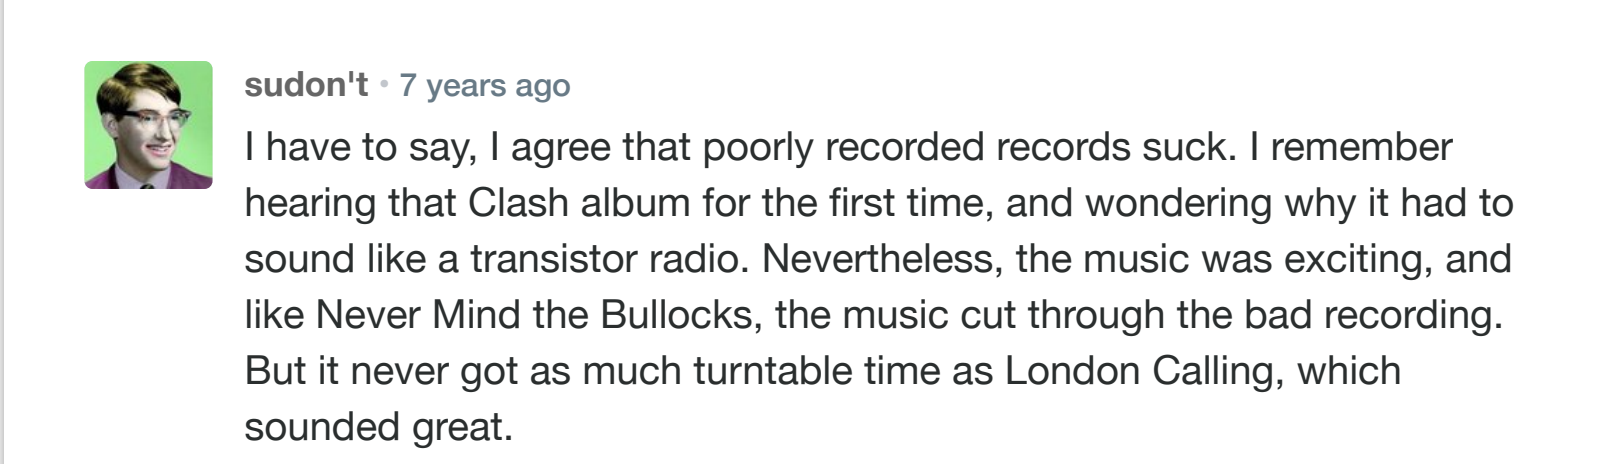 sudon't • 7 years ago
I have to say, I agree that poorly recorded records suck. I remember
hearing that Clash album for the first time, and wondering why it had to
sound like a transistor radio. Nevertheless, the music was exciting, and
like Never Mind the Bullocks, the music cut through the bad recording.
But it never got as much turntable time as London Calling, which
sounded great.